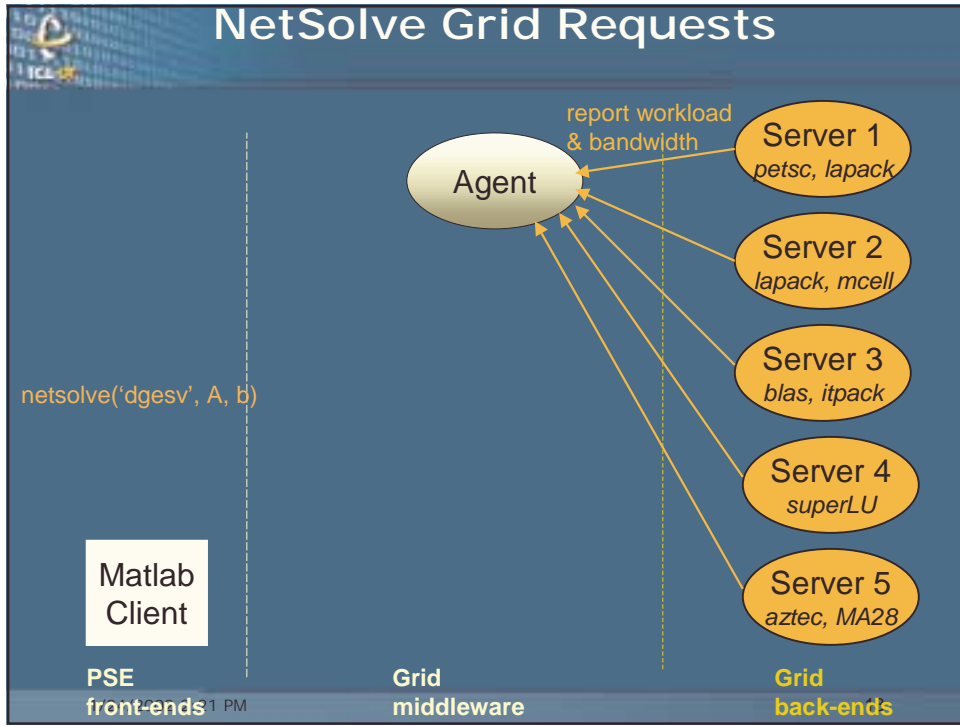 NetSolve Grid Requests
report workload
& bandwidth
Agent
Server 1
petsc, lapack
Server 2
lapack, mcell
Server 3
blas, itpack
netsolve(‘dgesv’, A, b)
Server 4
superLU
Matlab
Client
Server 5
aztec, MA28
PSE
front-ends
21 PM
Grid
middleware
Grid
back-ends